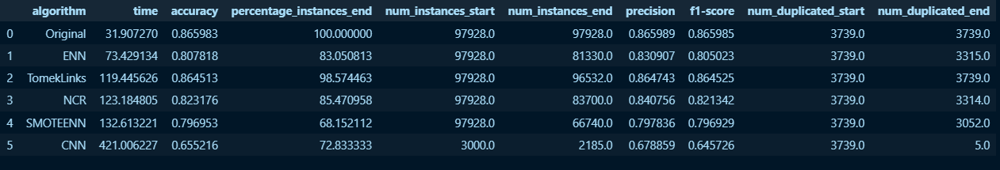 algorithm time accuracy percentage_instances_end num_instances_start num_instances_end precision f1-score num_duplicated_start num_duplicated_end
0 Original 31.907270 0.865983 100.000000 97928.0 97928.0 0.865989 0.865985 3739.0 3739.0
1 ENN 73.429134 0.807818 83.050813 97928.0 81330.0 0.830907 0.805023 3739.0 3315.0
2 TomekLinks 119.445626 0.864513 98.574463 97928.0 96532.0 0.864743 0.864525 3739.0 3739.0
3 NCR 123.184805 0.823176 85.470958 97928.0 83700.0 0.840756 0.821342 3739.0 3314.0
4 SMOTEENN 132.613221 0.796953 68.152112 97928.0 66740.0 0.797836 0.796929 3739.0 3052.0
5 CNN 421.006227 0.655216 72.833333 3000.0 2185.0 0.678859 0.645726 3739.0 5.0